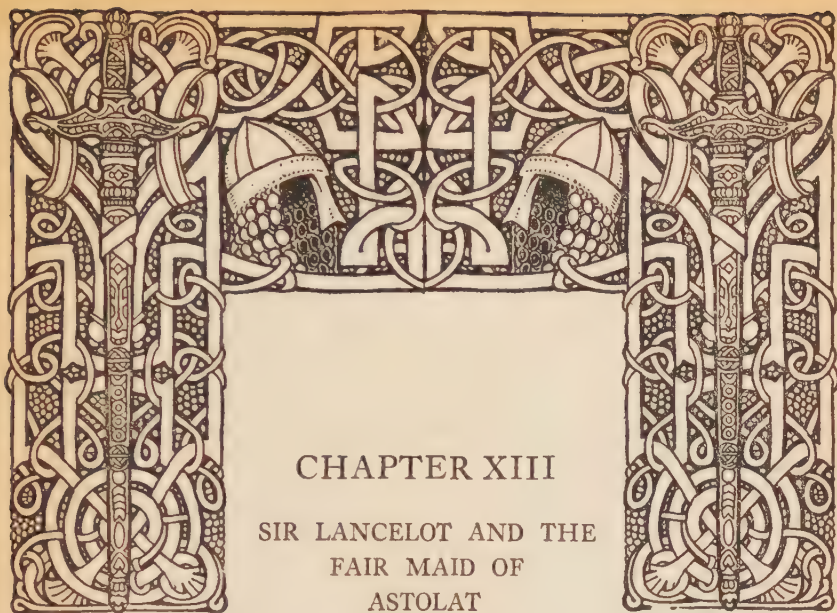 CHAPTER XIII
SIR LANCELOT AND THE
FAIR MAID OF
ASTOLAT